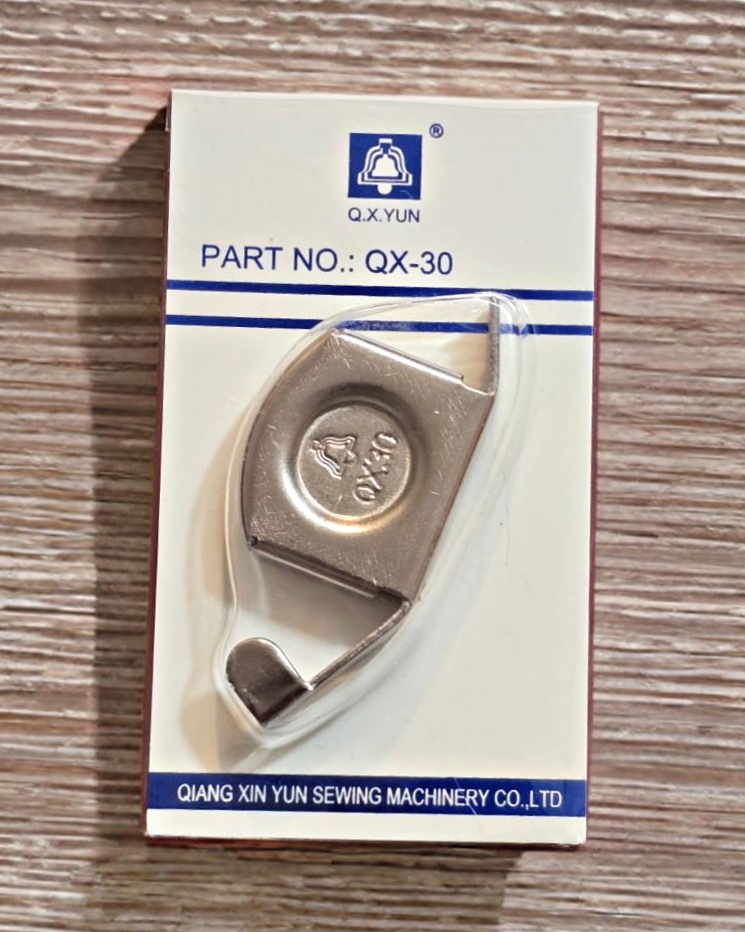 ®
Q.X.YUN
PART NO.: QX-30
QX30
QIANG XIN YUN SEWING MACHINERY CO.,LTD